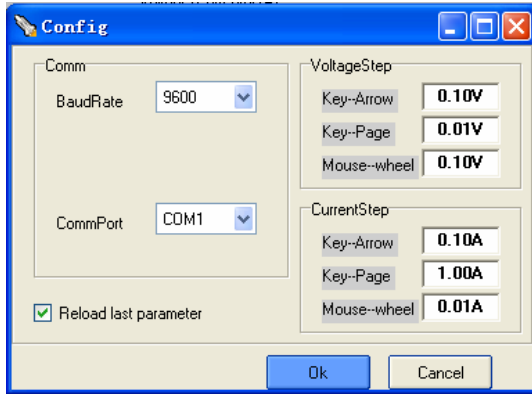 Config
Comm
BaudRate 9600
CommPort COM1
Reload last parameter
VoltageStep
Key--Arrow 0.10V
Key--Page 0.01V
Mouse--wheel 0.10V
CurrentStep
Key--Arrow 0.10A
Key--Page 1.00A
Mouse--wheel 0.01A
Ok Cancel